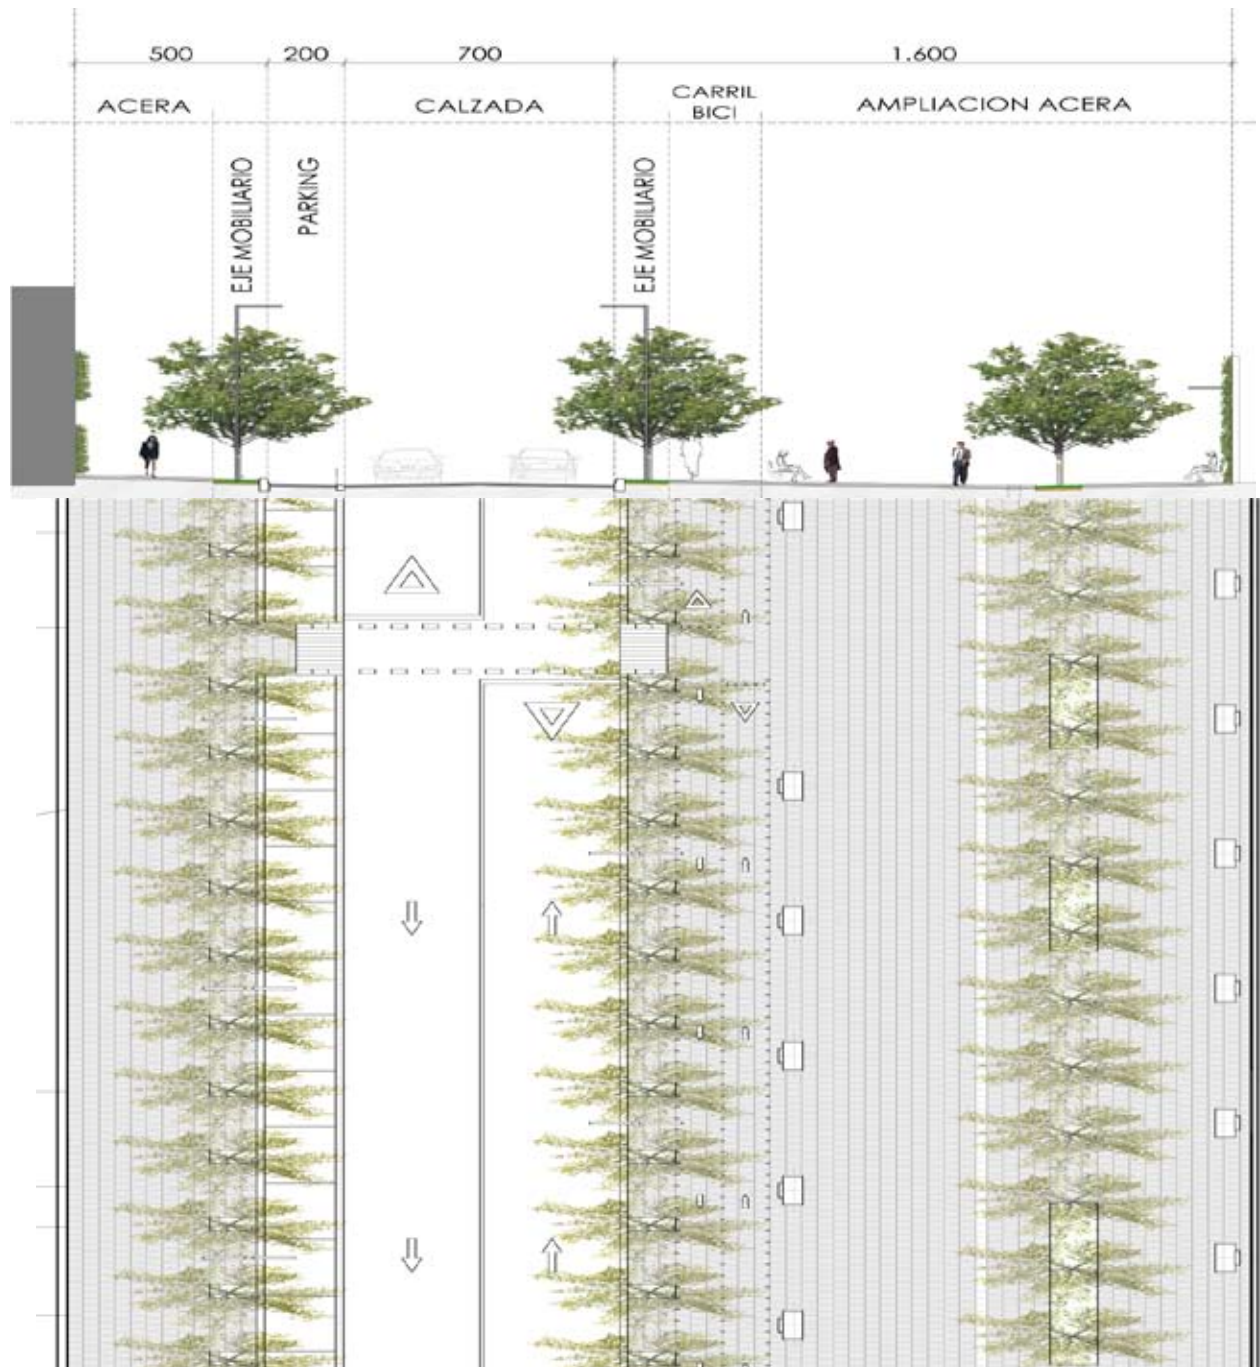 500 200 700 1.600
ACERA CALZADA CARRIL BICI AMPLIACION ACERA
EJE MOBILIARIO
PARKING
EJE MOBILIARIO